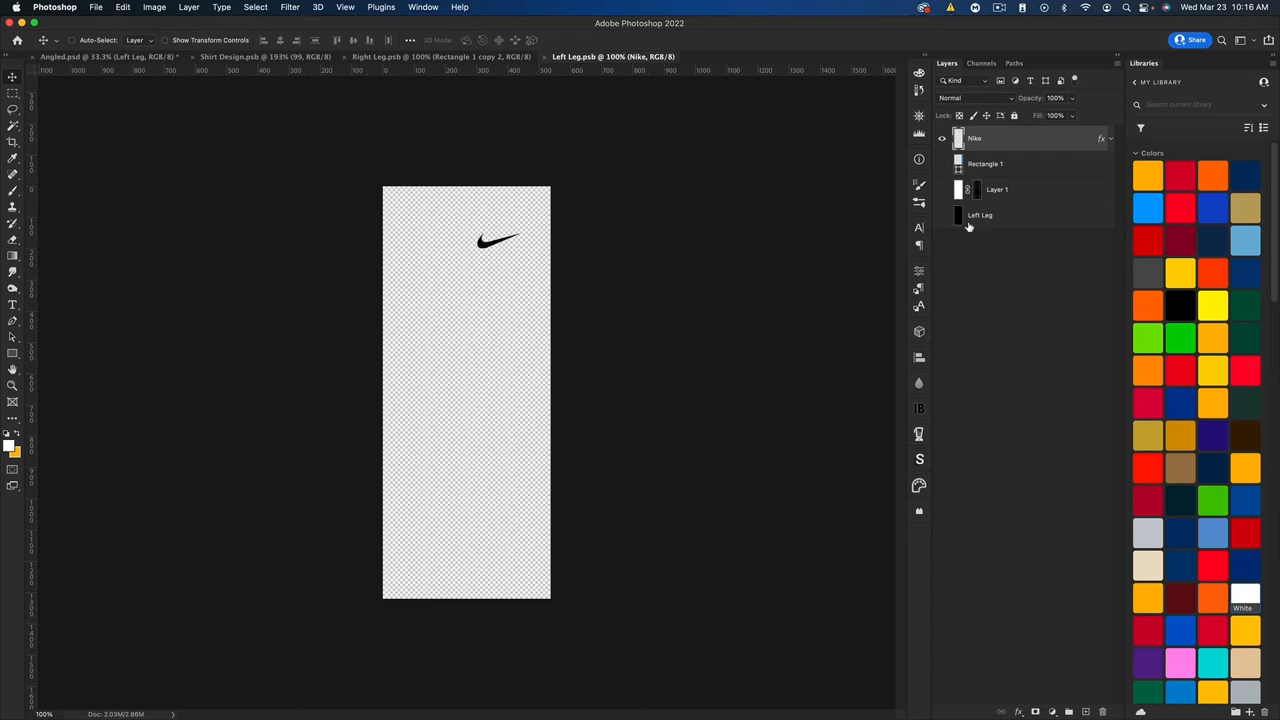 Photoshop File Edit Image Layer Type Select Filter 3D View Plugins Window Help
Wed Mar 23 10:16 AM
Adobe Photoshop 2022
Auto-Select: Layer Show Transform Controls
Share
Angled.psd @ 33.3% (Left Leg, RGB/8) *
Shirt Design.psb @ 193% (99, RGB/8)
Right Leg.psb @ 100% (Rectangle 1 copy 2, RGB/8)
Left Leg.psb @ 100% (Nike, RGB/8)
Layers Channels Paths
Libraries
MY LIBRARY
Kind
Normal Opacity: 100%
Search current library
Lock: Fill: 100%
Nike fx
Rectangle 1
Layer 1
Left Leg
Colors
White
100% Doc: 2.03M/2.86M